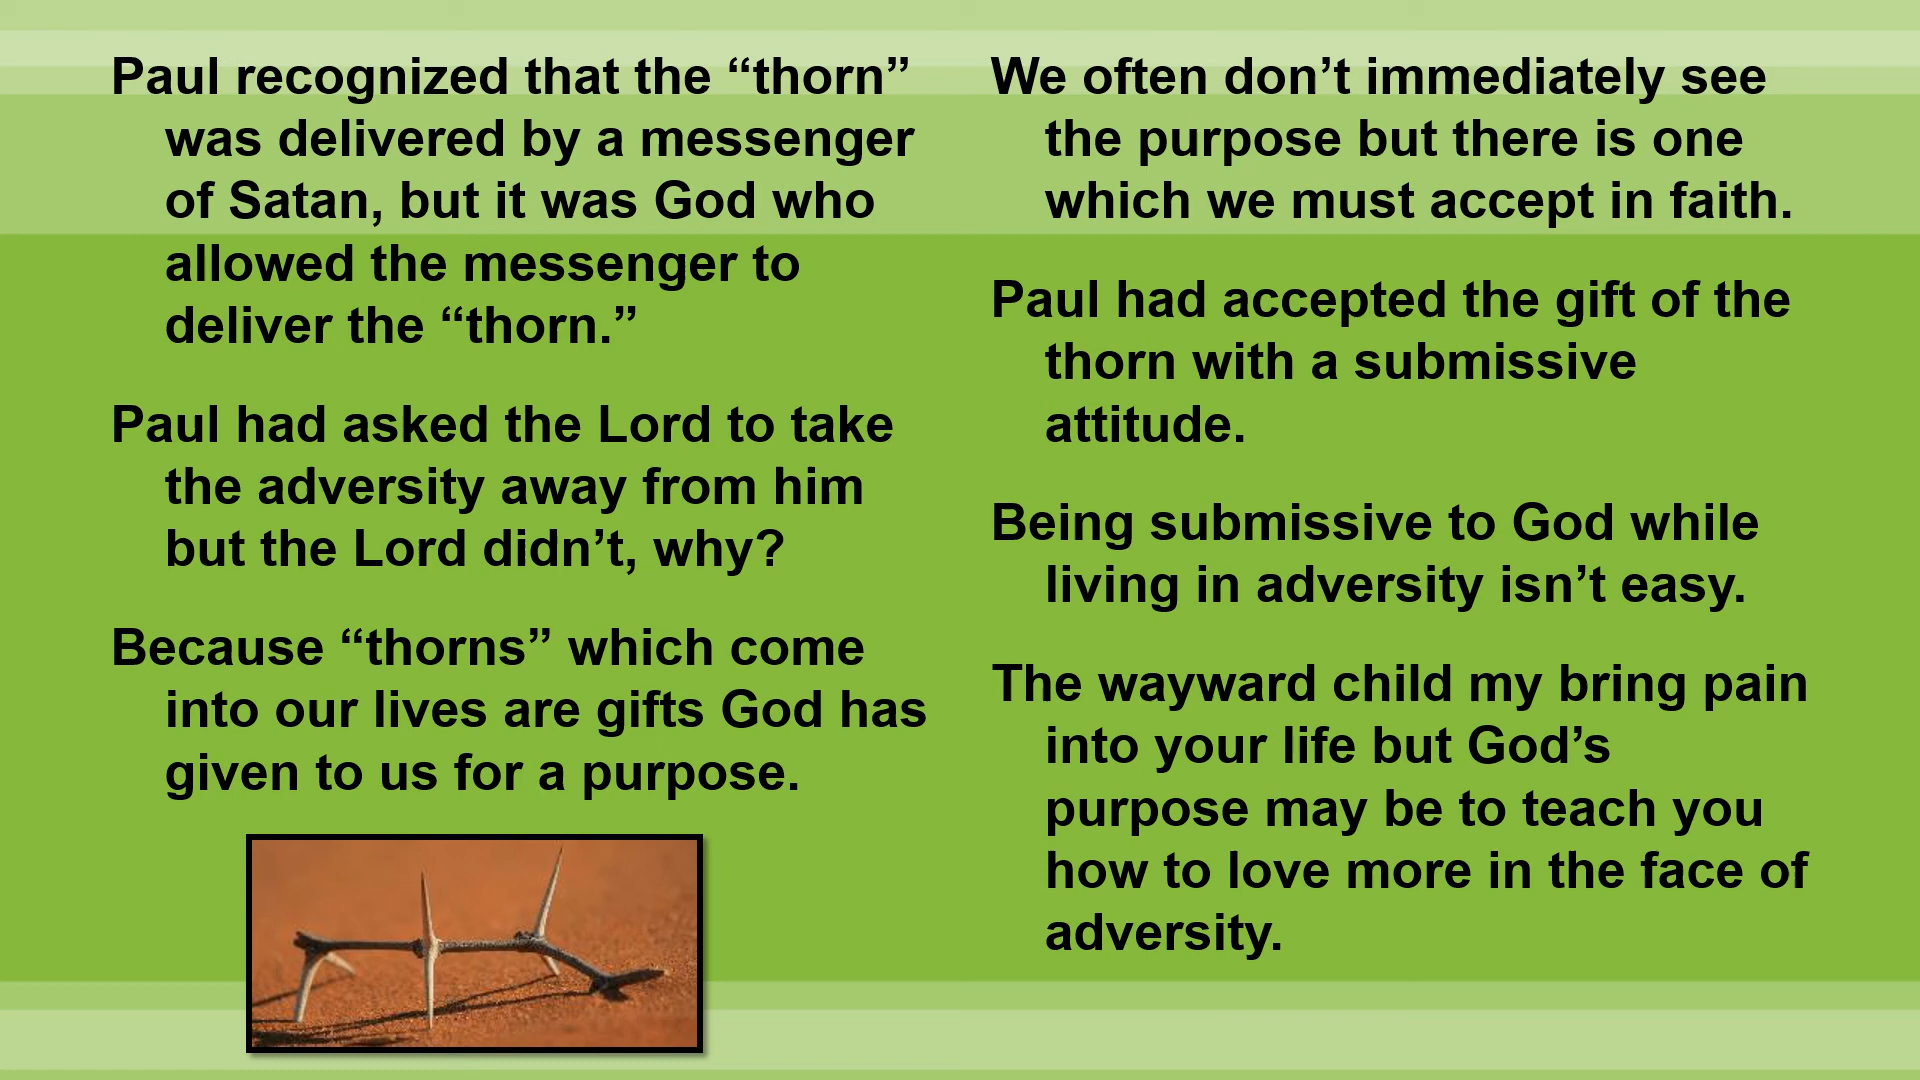 Paul recognized that the “thorn”
was delivered by a messenger
of Satan, but it was God who
allowed the messenger to
deliver the “thorn.”
Paul had asked the Lord to take
the adversity away from him
but the Lord didn’t, why?
Because “thorns” which come
into our lives are gifts God has
given to us for a purpose.
We often don’t immediately see
the purpose but there is one
which we must accept in faith.
Paul had accepted the gift of the
thorn with a submissive
attitude.
Being submissive to God while
living in adversity isn’t easy.
The wayward child my bring pain
into your life but God’s
purpose may be to teach you
how to love more in the face of
adversity.